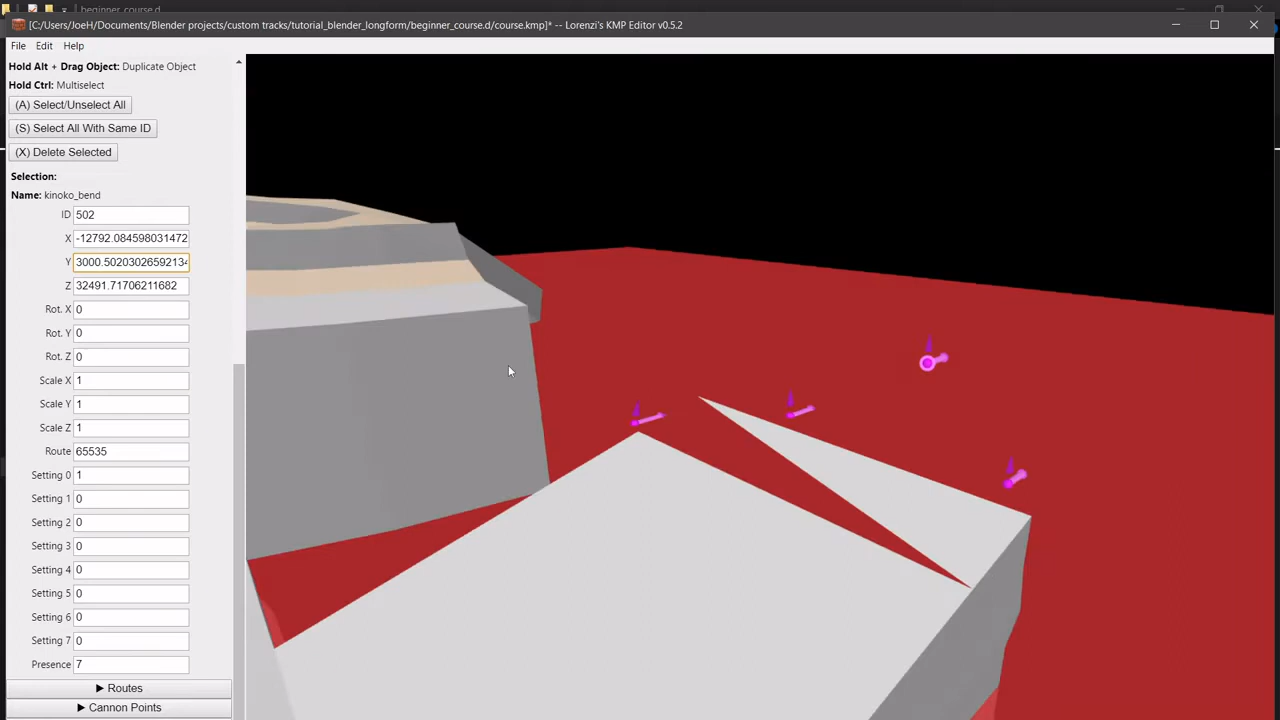 beginner_course.d
[C:/Users/JoeH/Documents/Blender projects/custom tracks/tutorial_blender_longform/beginner_course.d/course.kmp]* -- Lorenzi's KMP Editor v0.5.2
File Edit Help
Hold Alt + Drag Object: Duplicate Object
Hold Ctrl: Multiselect
(A) Select/Unselect All
(S) Select All With Same ID
(X) Delete Selected
Selection:
Name: kinoko_bend
ID 502
X -12792.084598031472
Y 3000.5020302659213
Z 32491.71706211682
Rot. X 0
Rot. Y 0
Rot. Z 0
Scale X 1
Scale Y 1
Scale Z 1
Route 65535
Setting 0 1
Setting 1 0
Setting 2 0
Setting 3 0
Setting 4 0
Setting 5 0
Setting 6 0
Setting 7 0
Presence 7
▶ Routes
▶ Cannon Points